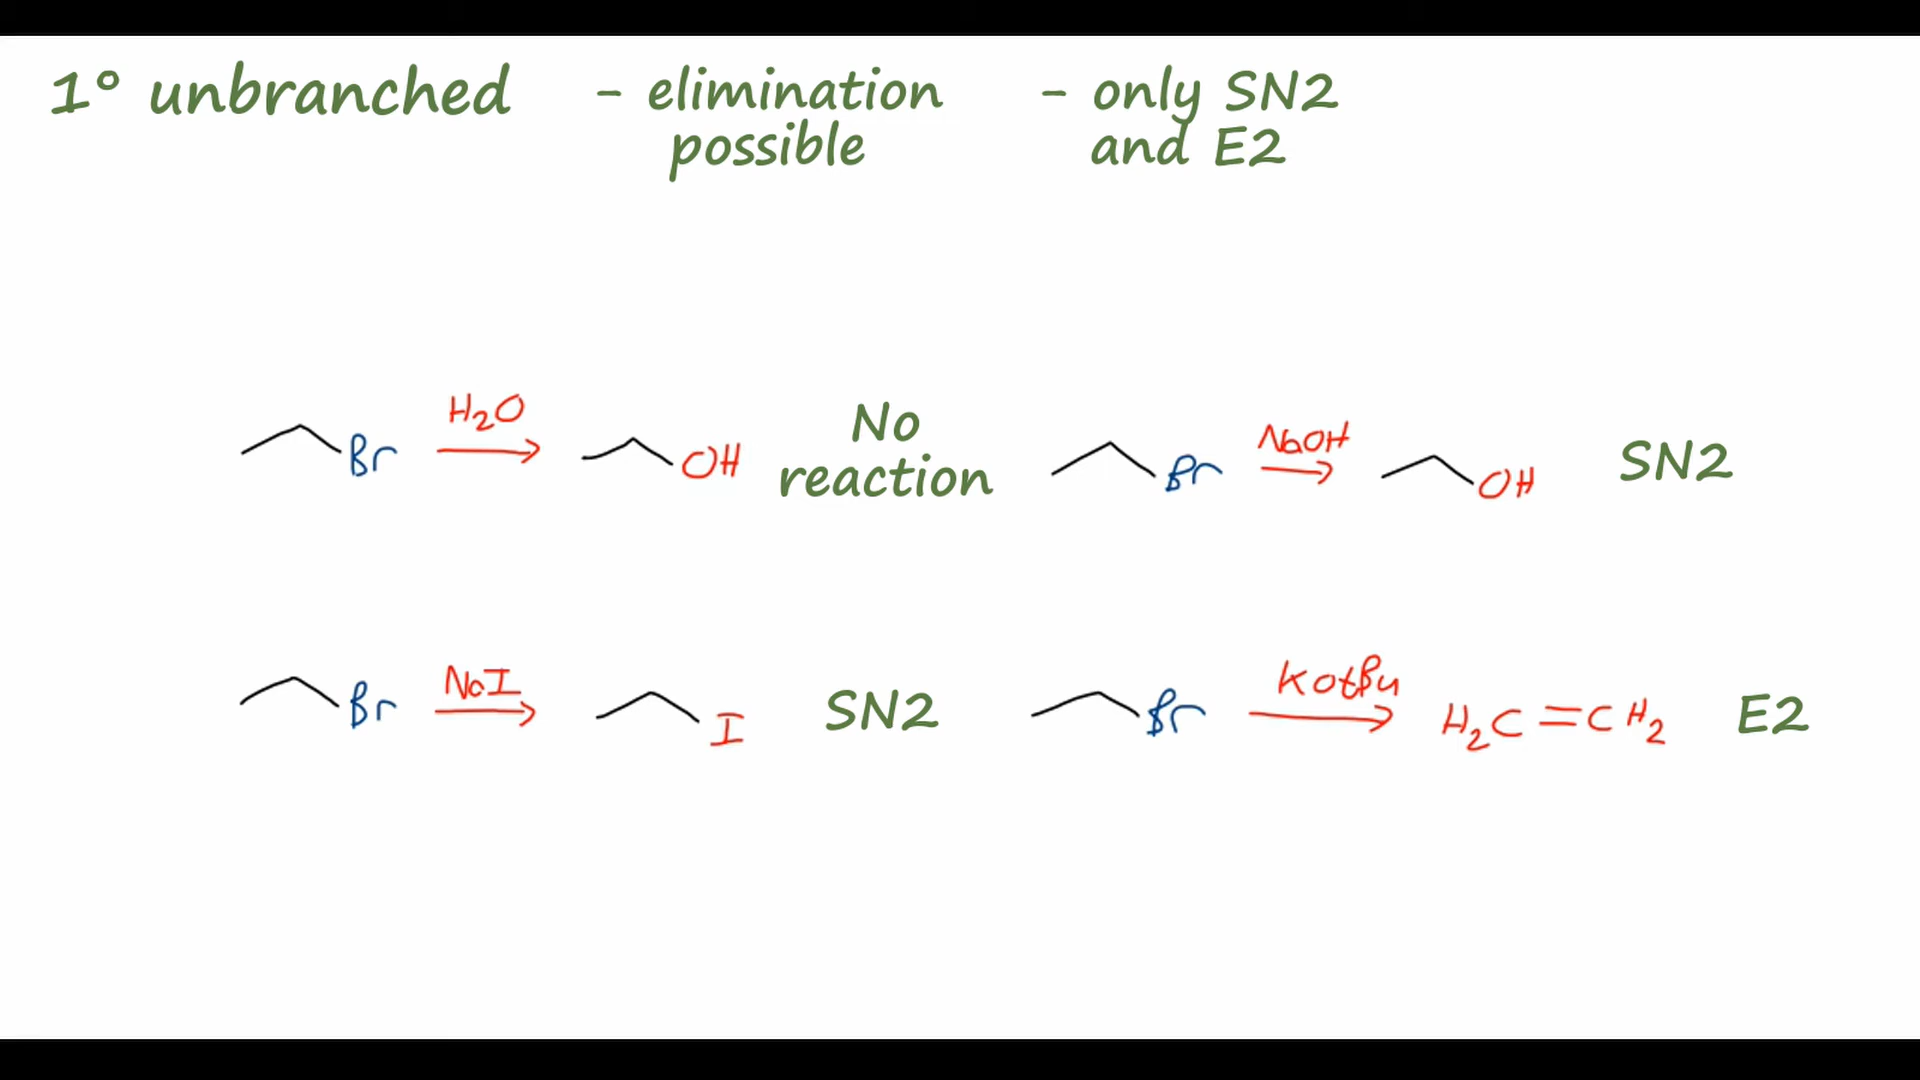 1° unbranched
- elimination
possible
- only SN2
and E2
H2O
Br
OH
No
reaction
NaOH
Br
OH
SN2
NaI
Br
I
SN2
KotBu
Br
H2C=CH2
E2